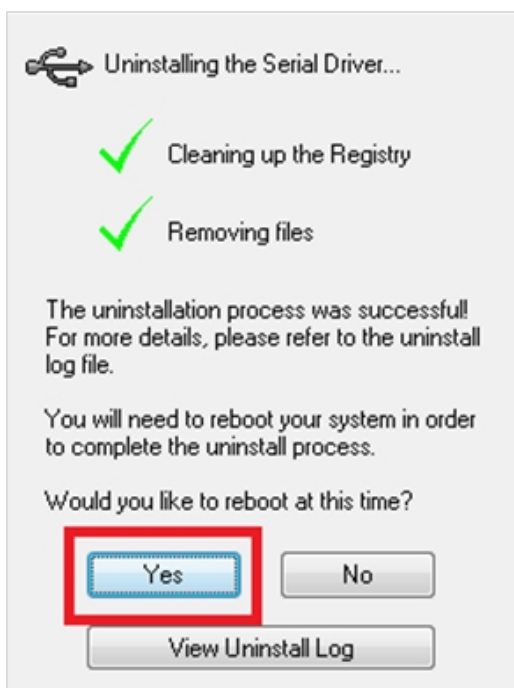 Uninstalling the Serial Driver...
Cleaning up the Registry
Removing files
The uninstallation process was successful!
For more details, please refer to the uninstall
log file.
You will need to reboot your system in order
to complete the uninstall process.
Would you like to reboot at this time?
Yes No
View Uninstall Log